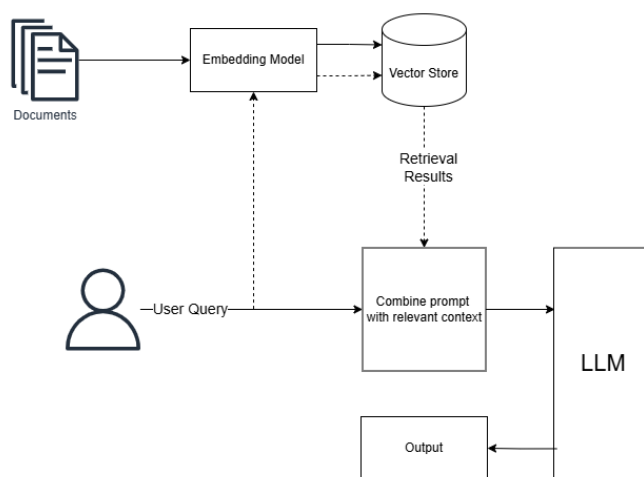 Embedding Model
Vector Store
Documents
Retrieval
Results
User Query
Combine prompt
with relevant context
LLM
Output